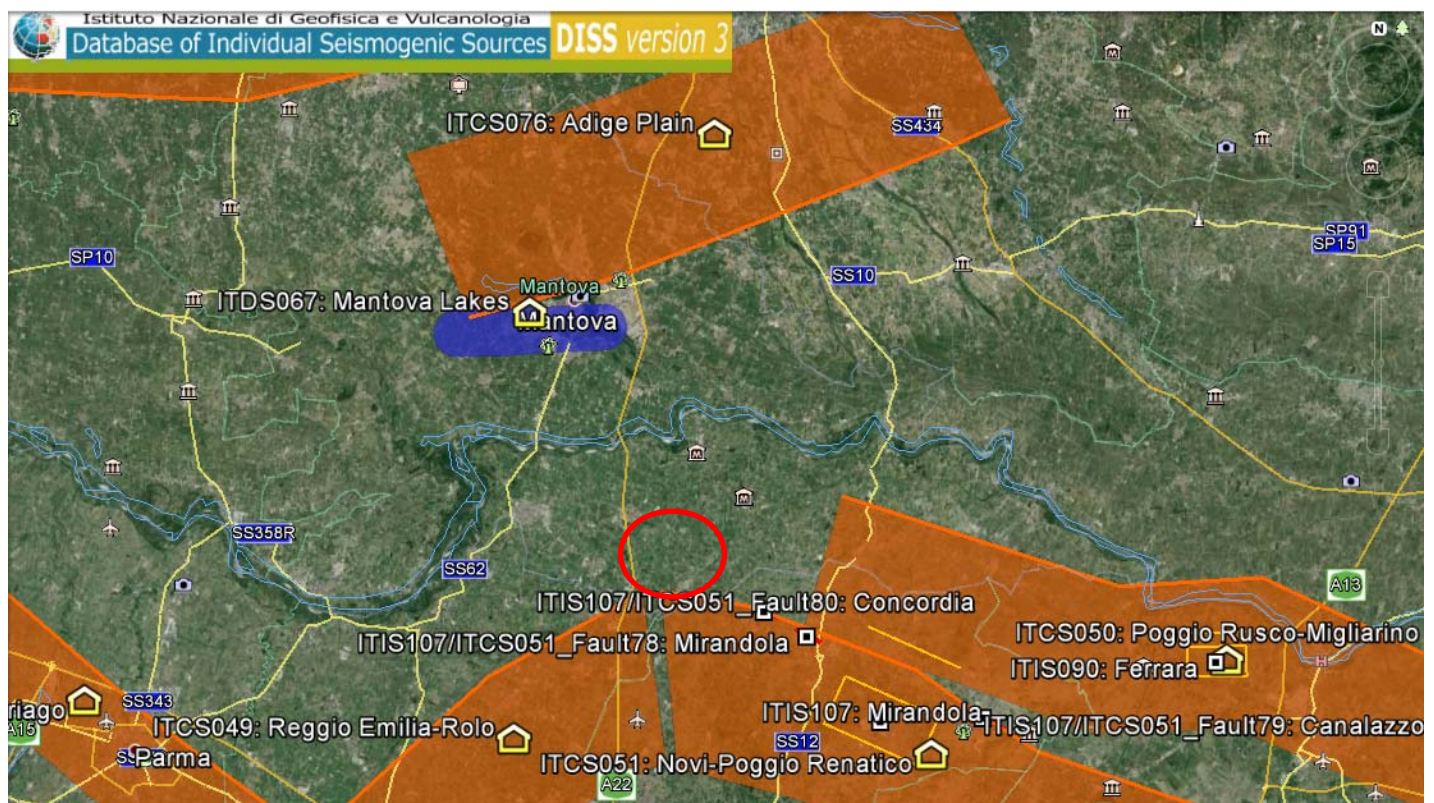 Istituto Nazionale di Geofisica e Vulcanologia
Database of Individual Seismogenic Sources DISS version 3
N
ITCS076: Adige Plain
SS434
SP10
SP91
SP15
SS10
Mantova
ITDS067: Mantova Lakes
Mantova
SS358R
SS62
A13
ITIS107/ITCS051_Fault80: Concordia
ITCS050: Poggio Rusco-Migliarino
ITIS107/ITCS051_Fault78: Mirandola
ITIS090: Ferrara
SS343
riago
A15
ITCS049: Reggio Emilia-Rolo
ITIS107: Mirandola
ITIS107/ITCS051_Fault79: Canalazzo
SS12
Parma
ITCS051: Novi-Poggio Renatico
A22